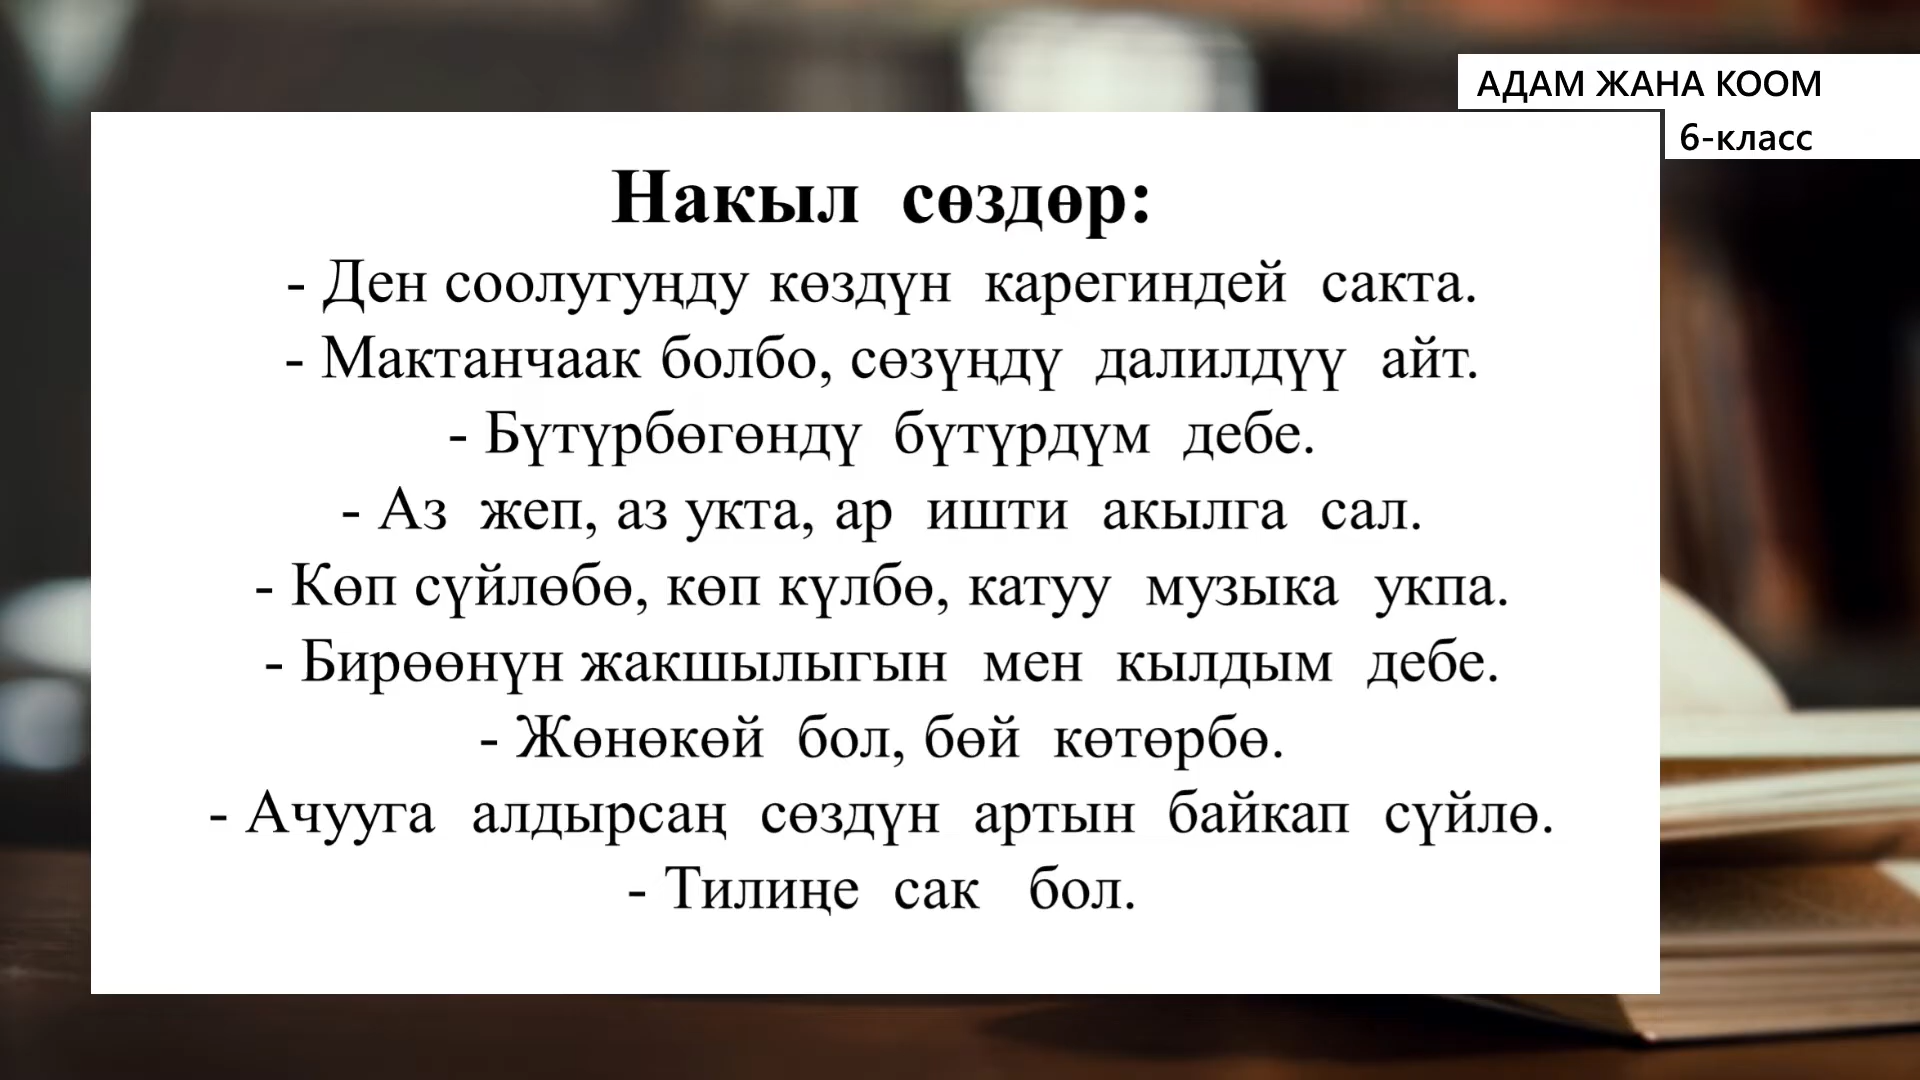 АДАМ ЖАНА КООМ
6-класс
Накыл сөздөр:
- Ден соолугуңду көздүн карегиндей сакта.
- Мактанчаак болбо, сөзүңдү далилдүү айт.
- Бүтүрбөгөндү бүтүрдүм дебе.
- Аз жеп, аз укта, ар ишти акылга сал.
- Көп сүйлөбө, көп күлбө, катуу музыка укпа.
- Бирөөнүн жакшылыгын мен кылдым дебе.
- Жөнөкөй бол, бөй көтөрбө.
- Ачууга алдырсаң сөздүн артын байкап сүйлө.
- Тилиңе сак бол.